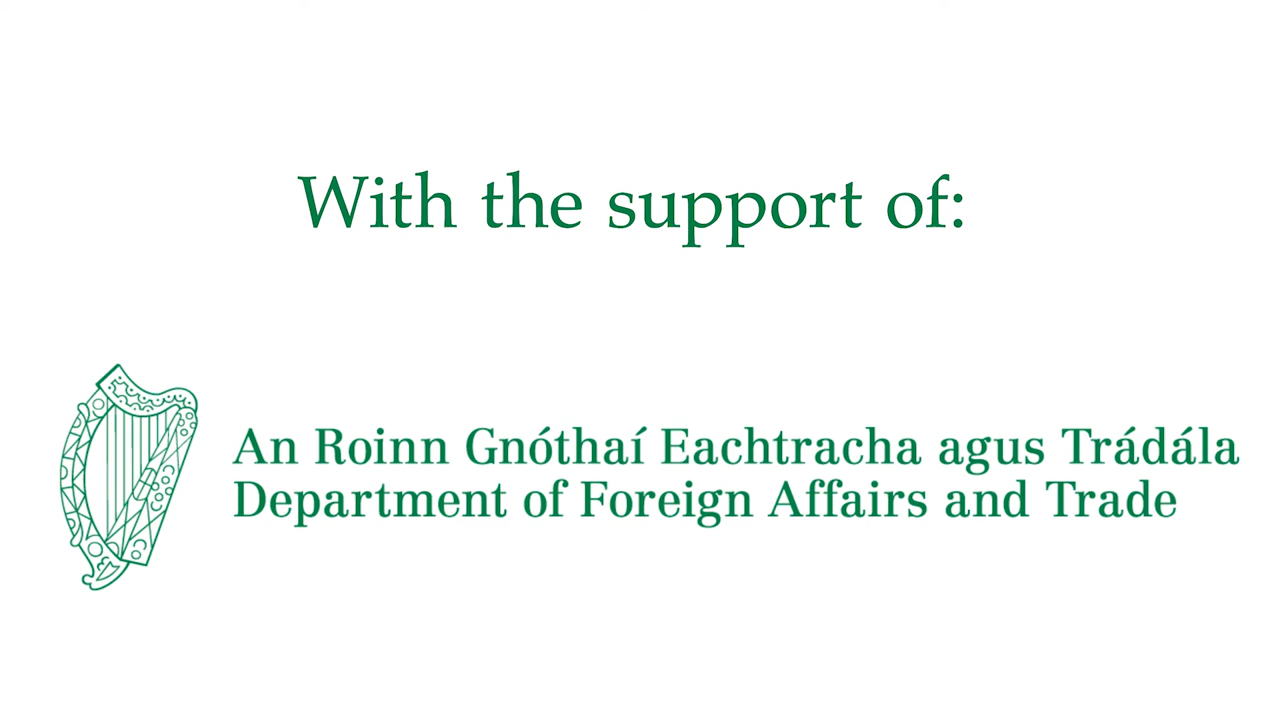 With the support of:
An Roinn Gnóthaí Eachtracha agus Trádála
Department of Foreign Affairs and Trade